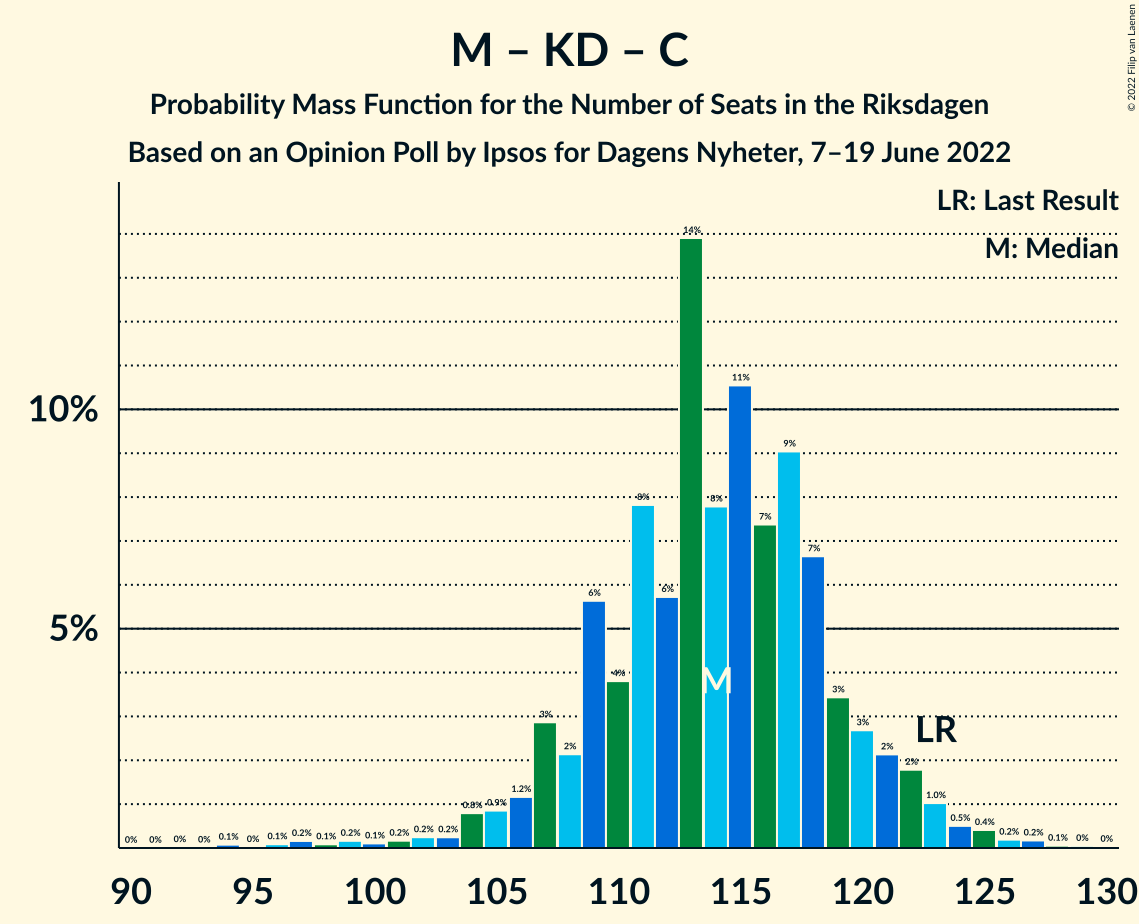 M – KD – C
Probability Mass Function for the Number of Seats in the Riksdagen
Based on an Opinion Poll by Ipsos for Dagens Nyheter, 7–19 June 2022
© 2022 Filip van Laenen
LR: Last Result
M: Median
10%
5%
0% 0% 0% 0% 0.1% 0% 0.1% 0.2% 0.1% 0.2% 0.1% 0.2% 0.2% 0.2% 0.8% 0.9% 1.2% 3% 2% 6% 4% 8% 6% 14% 8% 11% 7% 9% 7% 3% 3% 2% 2% 1.0% 0.5% 0.4% 0.2% 0.2% 0.1% 0% 0%
M
LR
90 95 100 105 110 115 120 125 130